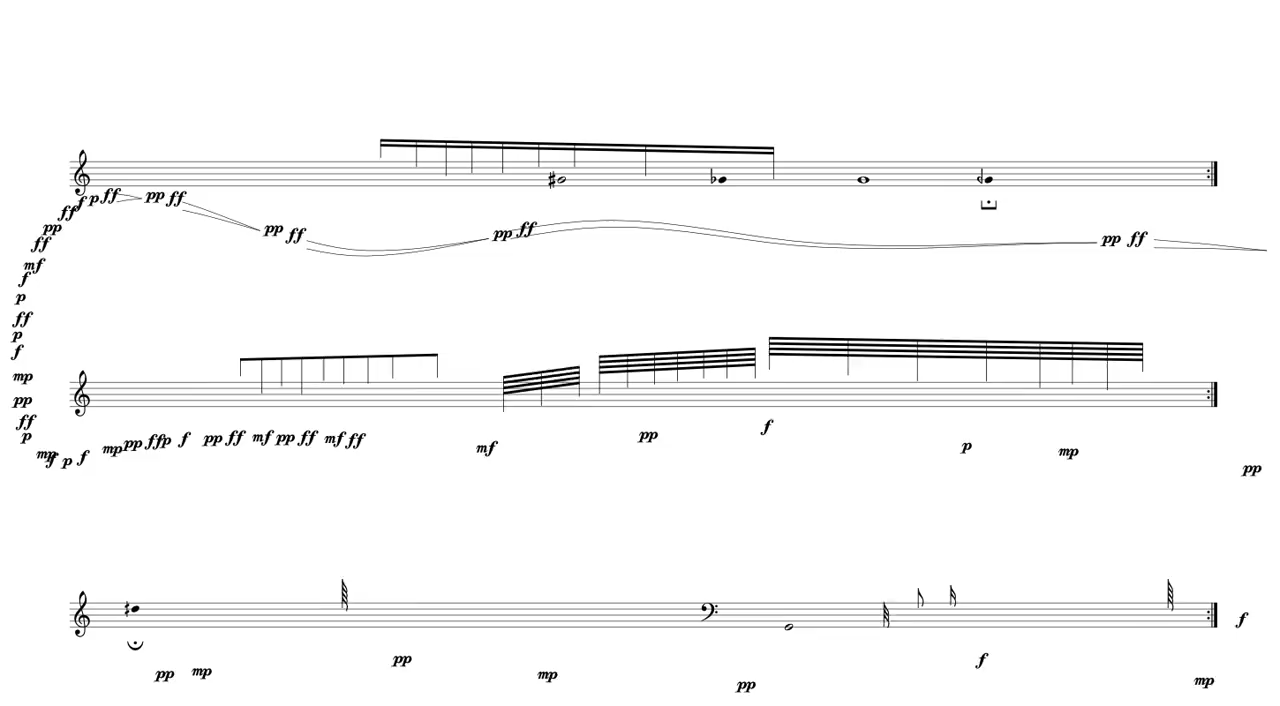 ff pp ff
f p
ff
pp pp ff
ff pp ff pp ff
mf
f
p
ff
p
f
mp
pp
ff f
p pp ff p f pp ff mf pp ff mf ff pp
mp mf p mp
mp ff p f pp
f
pp mp pp mp pp f mp